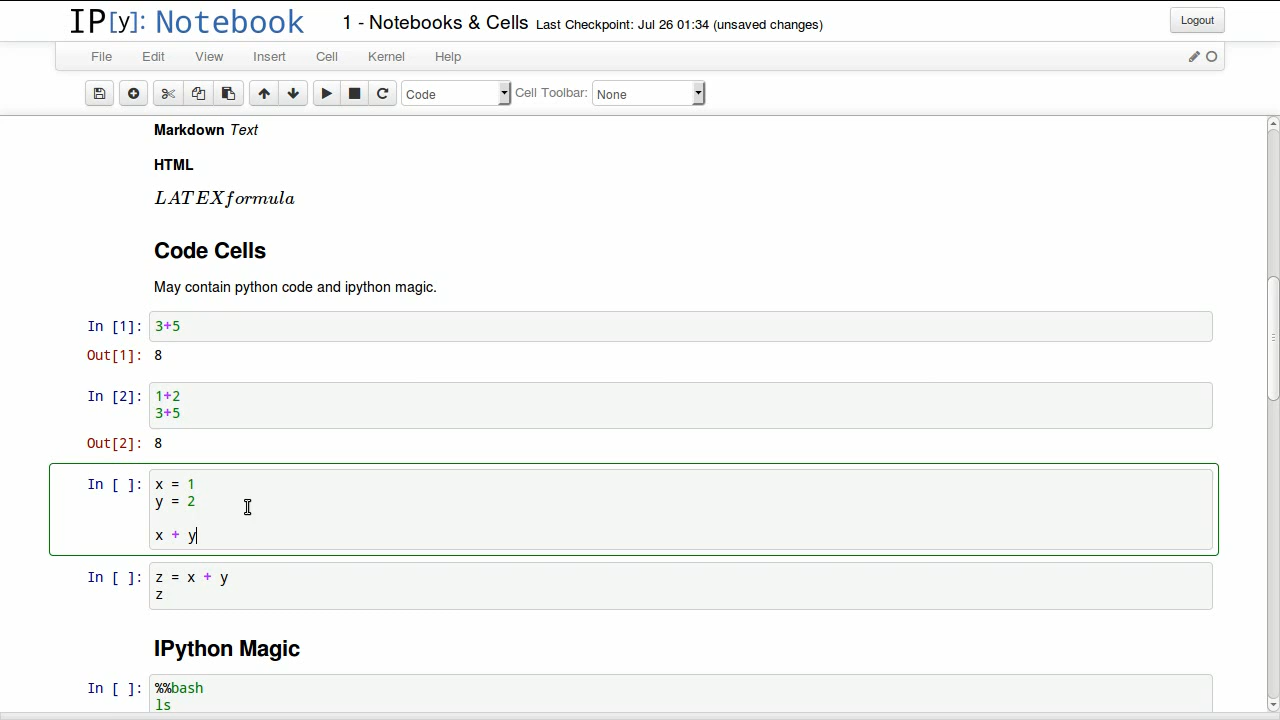 IP[y]: Notebook
1 - Notebooks & Cells Last Checkpoint: Jul 26 01:34 (unsaved changes)
Logout
File Edit View Insert Cell Kernel Help
Code Cell Toolbar: None
Markdown Text
HTML
LATEXformula
Code Cells
May contain python code and ipython magic.
In [1]: 3+5
Out[1]: 8
In [2]: 1+2
3+5
Out[2]: 8
In [ ]: x = 1
y = 2
x + y
In [ ]: z = x + y
z
IPython Magic
In [ ]: %%bash
ls